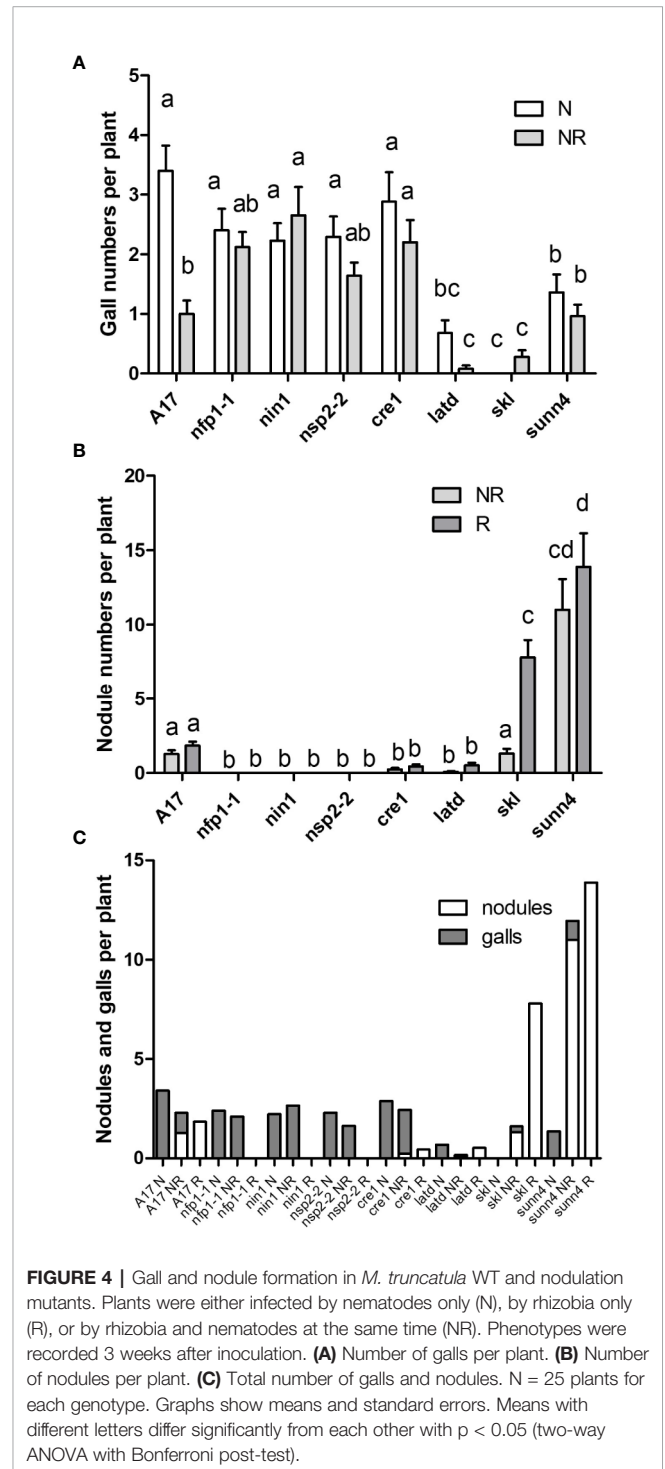 A
Gall numbers per plant
5
4
3
2
1
0
N
NR
a
b
a
ab
a
a
a
ab
a
a
bc
c
c
c
b
b
A17
nfp1-1
nin1
nsp2-2
cre1
latd
skl
sunn4
B
Nodule numbers per plant
20
15
10
5
0
NR
R
a
a
b
b
b
b
b
b
b
b
b
b
a
c
cd
d
A17
nfp1-1
nin1
nsp2-2
cre1
latd
skl
sunn4
C
Nodules and galls per plant
15
10
5
0
nodules
galls
A17 N
A17 NR
A17 R
nfp1-1 N
nfp1-1 NR
nfp1-1 R
nin1 N
nin1 NR
nin1 R
nsp2-2 N
nsp2-2 NR
nsp2-2 R
cre1 N
cre1 NR
cre1 R
latd N
latd NR
latd R
skl N
skl NR
skl R
sunn4 N
sunn4 NR
sunn4 R
FIGURE 4 | Gall and nodule formation in M. truncatula WT and nodulation
mutants. Plants were either infected by nematodes only (N), by rhizobia only
(R), or by rhizobia and nematodes at the same time (NR). Phenotypes were
recorded 3 weeks after inoculation. (A) Number of galls per plant. (B) Number
of nodules per plant. (C) Total number of galls and nodules. N = 25 plants for
each genotype. Graphs show means and standard errors. Means with
different letters differ significantly from each other with p < 0.05 (two-way
ANOVA with Bonferroni post-test).